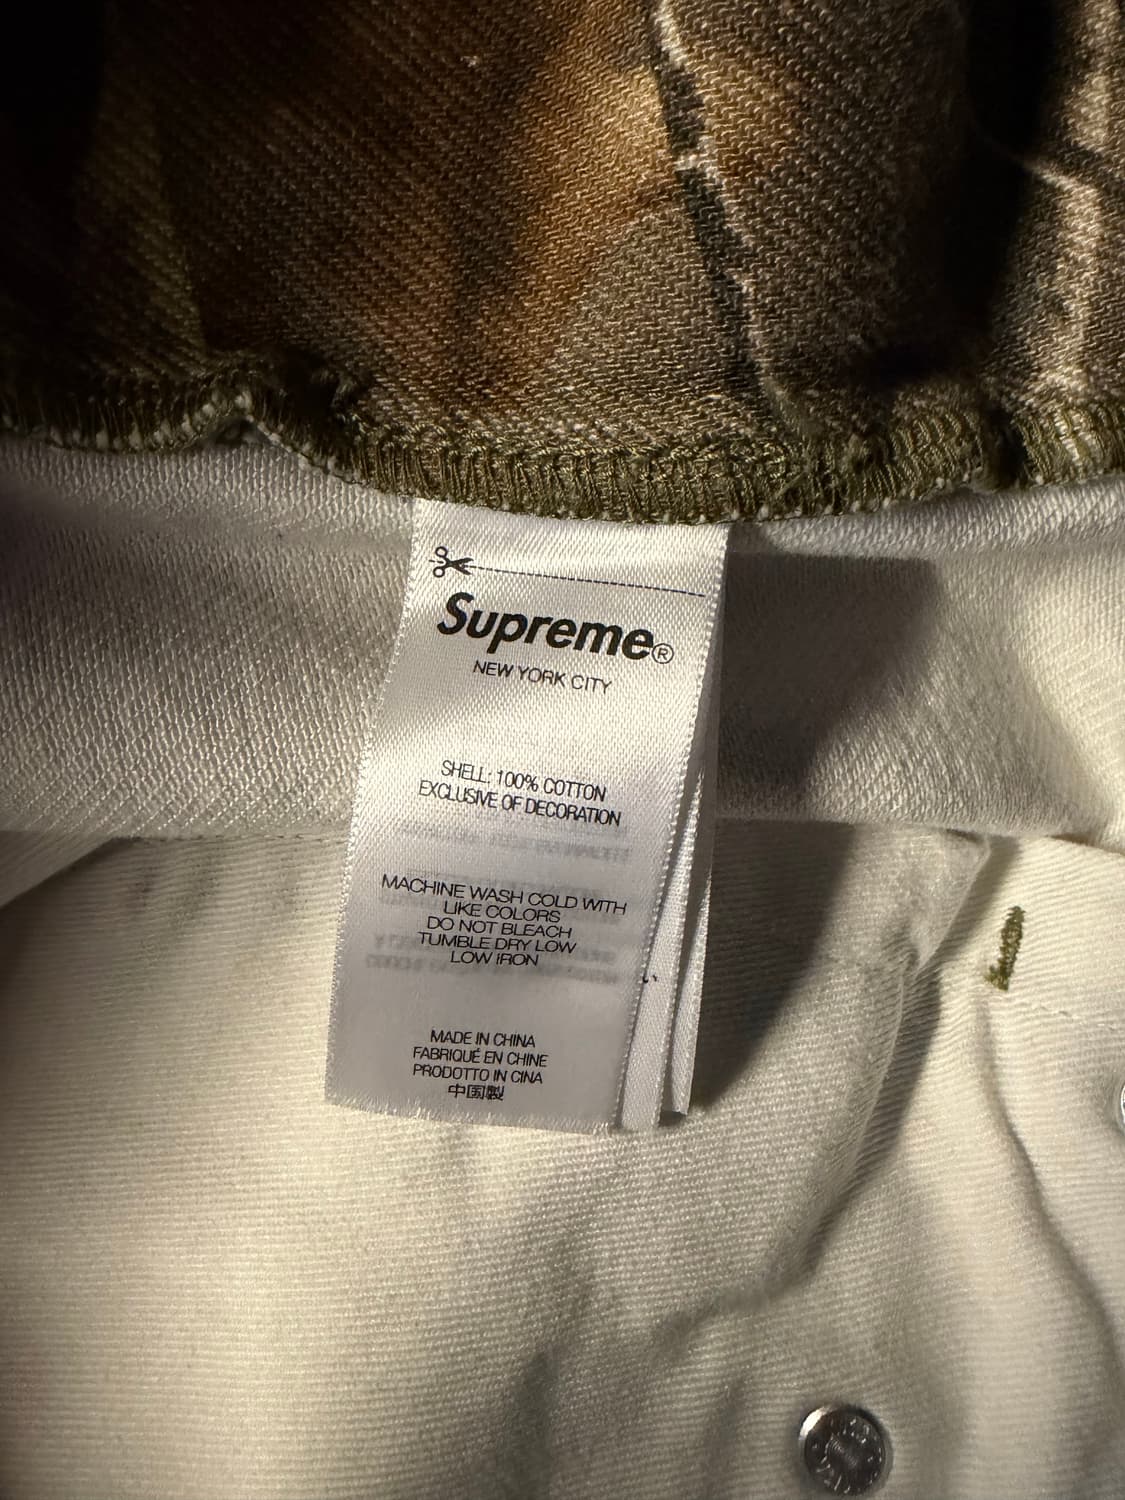 Supreme®
NEW YORK CITY
SHELL: 100% COTTON
EXCLUSIVE OF DECORATION
MACHINE WASH COLD WITH
LIKE COLORS
DO NOT BLEACH
TUMBLE DRY LOW
LOW IRON
MADE IN CHINA
FABRIQUÉ EN CHINE
PRODOTTO IN CINA
中国製